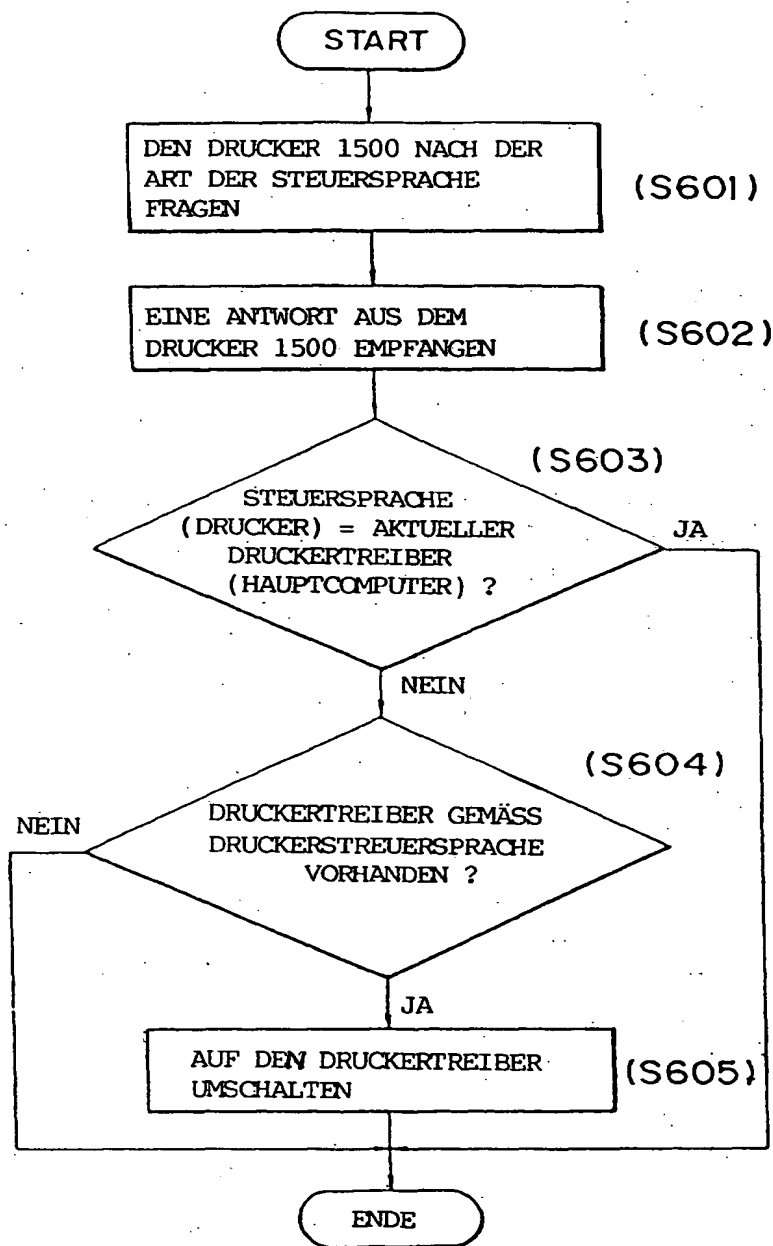 START
DEN DRUCKER 1500 NACH DER
ART DER STEUERSPRACHE
FRAGEN
(S601)
EINE ANTWORT AUS DEM
DRUCKER 1500 EMPFANGEN
(S602)
(S603)
STEUERSPRACHE
(DRUCKER) = AKTUELLER
DRUCKERTREIBER
(HAUPTCOMPUTER) ?
JA
NEIN
(S604)
DRUCKERTREIBER GEMÄSS
DRUCKERSTREUERSPRACHE
VORHANDEN ?
NEIN
JA
AUF DEN DRUCKERTREIBER
UMSCHALTEN
(S605)
ENDE